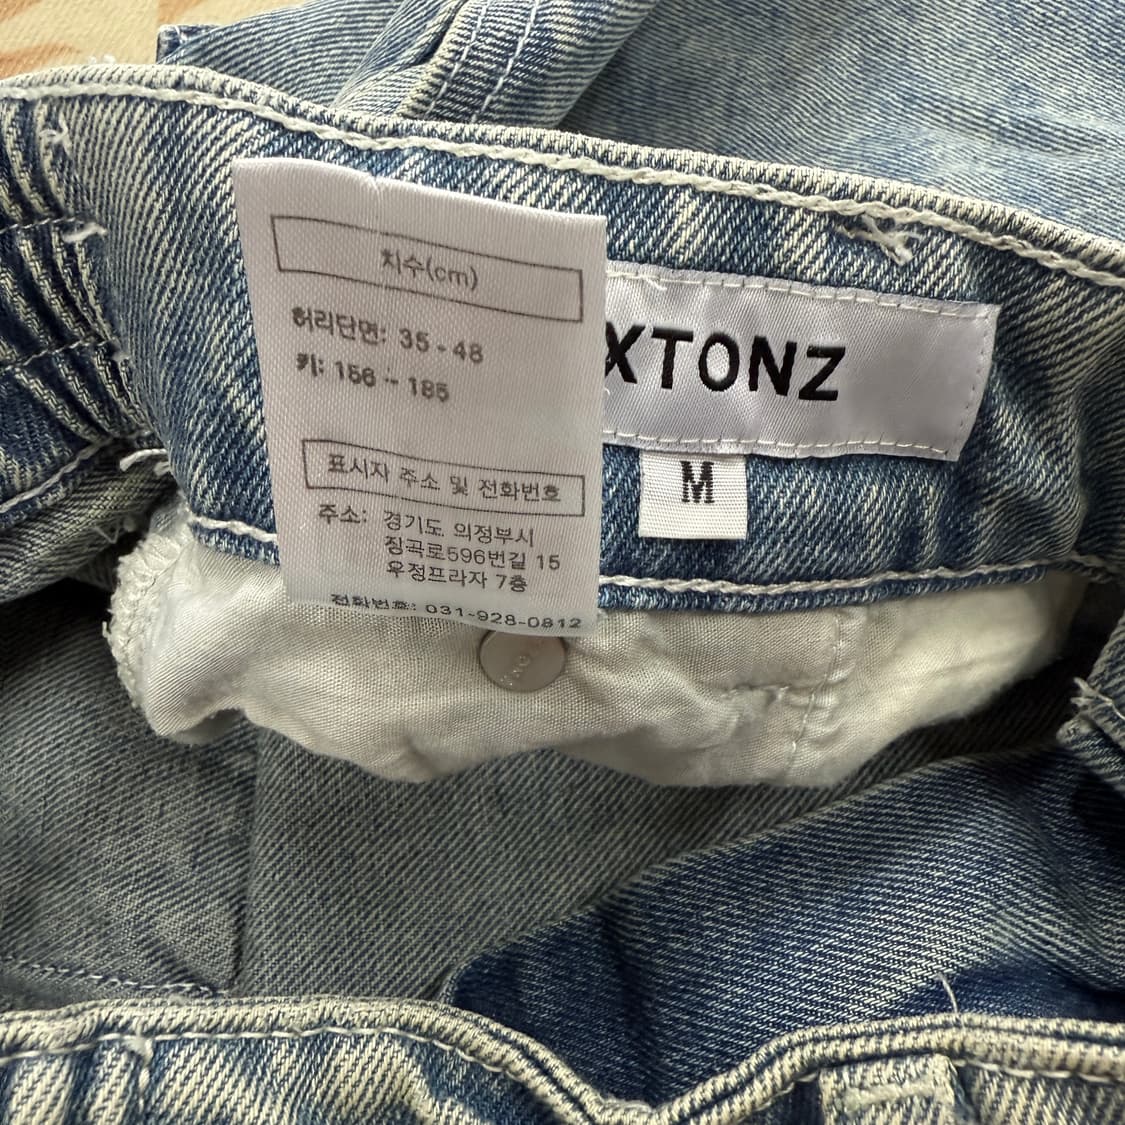 치수(cm)
허리단면: 35 - 48
키: 156 - 185
표시자 주소 및 전화번호
주소: 경기도 의정부시
장곡로596번길 15
우정프라자 7층
전화번호: 031-928-0812
XTONZ
M